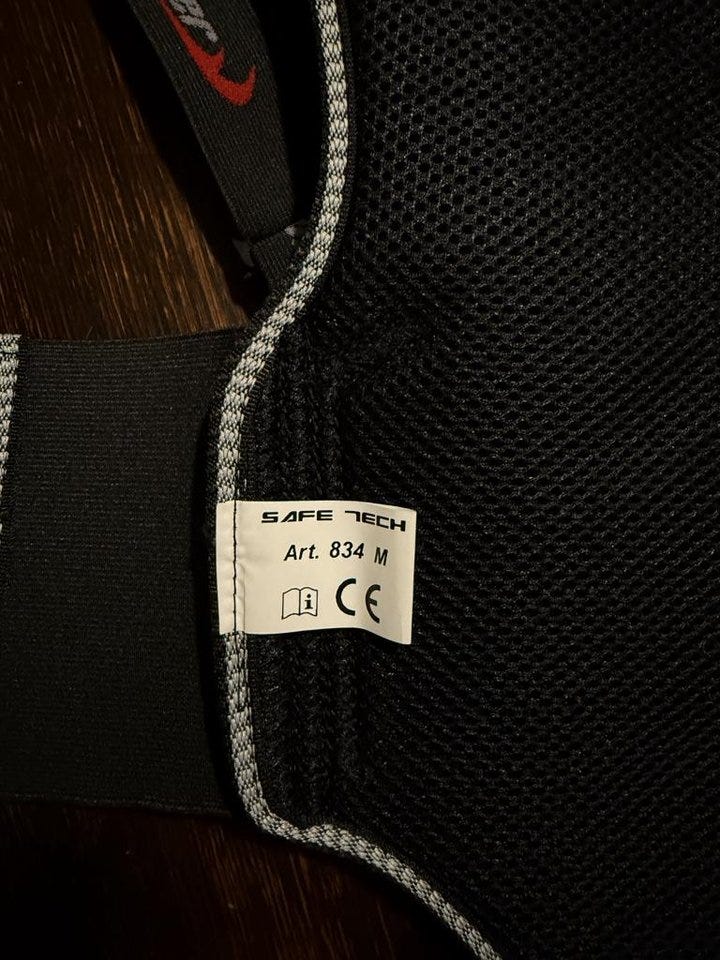 SAFE TECH
Art. 834 M
i CE